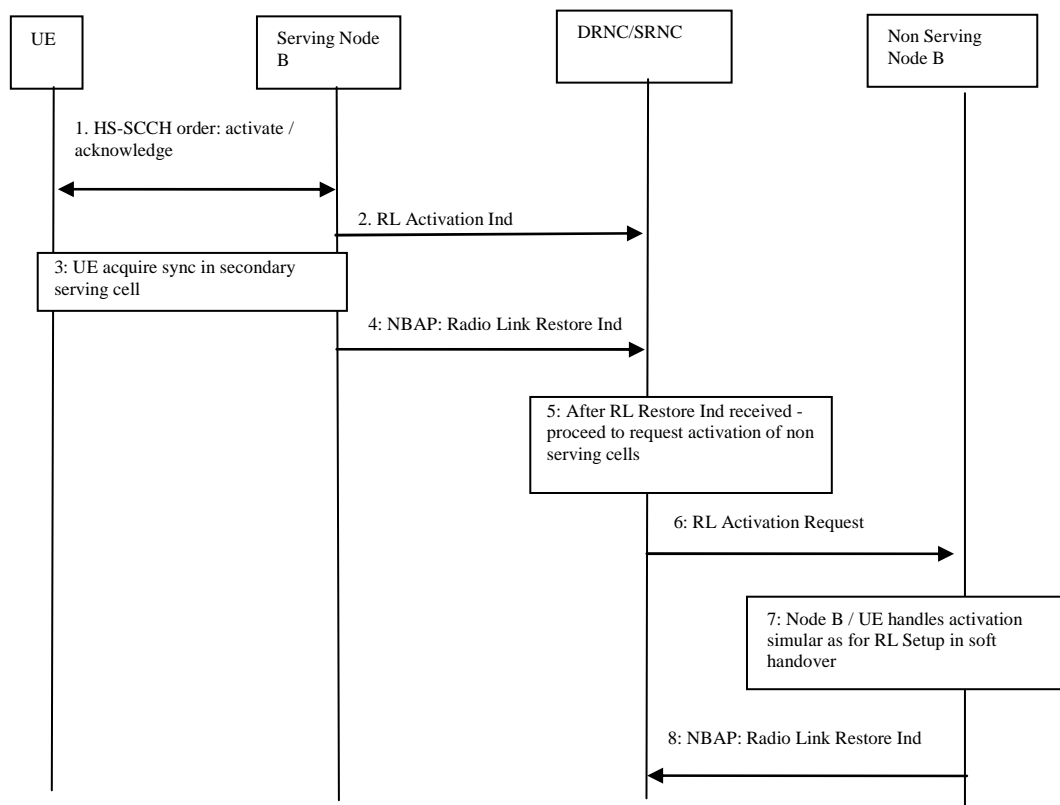 UE
Serving Node
B
DRNC/SRNC
Non Serving
Node B
1. HS-SCCH order: activate /
acknowledge
2. RL Activation Ind
3: UE acquire sync in secondary
serving cell
4: NBAP: Radio Link Restore Ind
5: After RL Restore Ind received -
proceed to request activation of non
serving cells
6: RL Activation Request
7: Node B / UE handles activation
simular as for RL Setup in soft
handover
8: NBAP: Radio Link Restore Ind